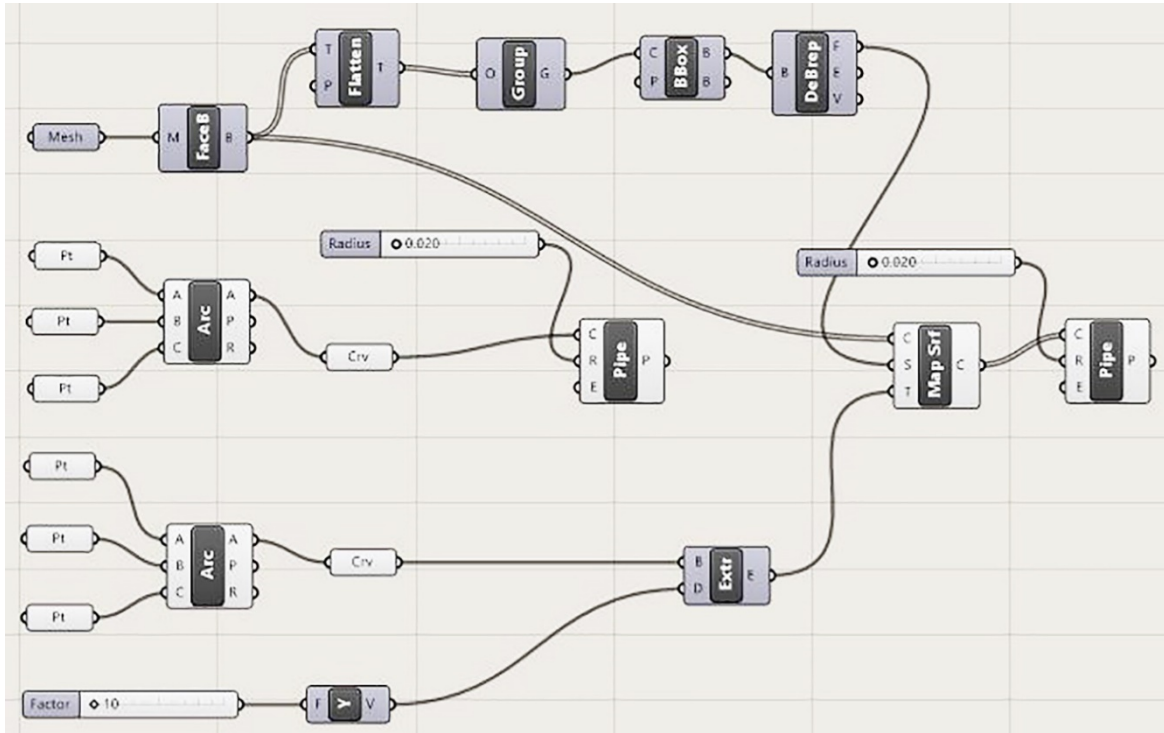 T Flatten T
P
O Group G
C BBox B
P B
B DeBrep F
E
V
Mesh
M FaceB B
Radius 0.020
Radius 0.020
Pt
Pt
Pt
A Arc A
B P
C R
Crv
C Pipe P
R
E
C Map Srf C
S
T
C Pipe P
R
E
Pt
Pt
Pt
A Arc A
B P
C R
Crv
B Extr E
D
Factor 10
F Y V